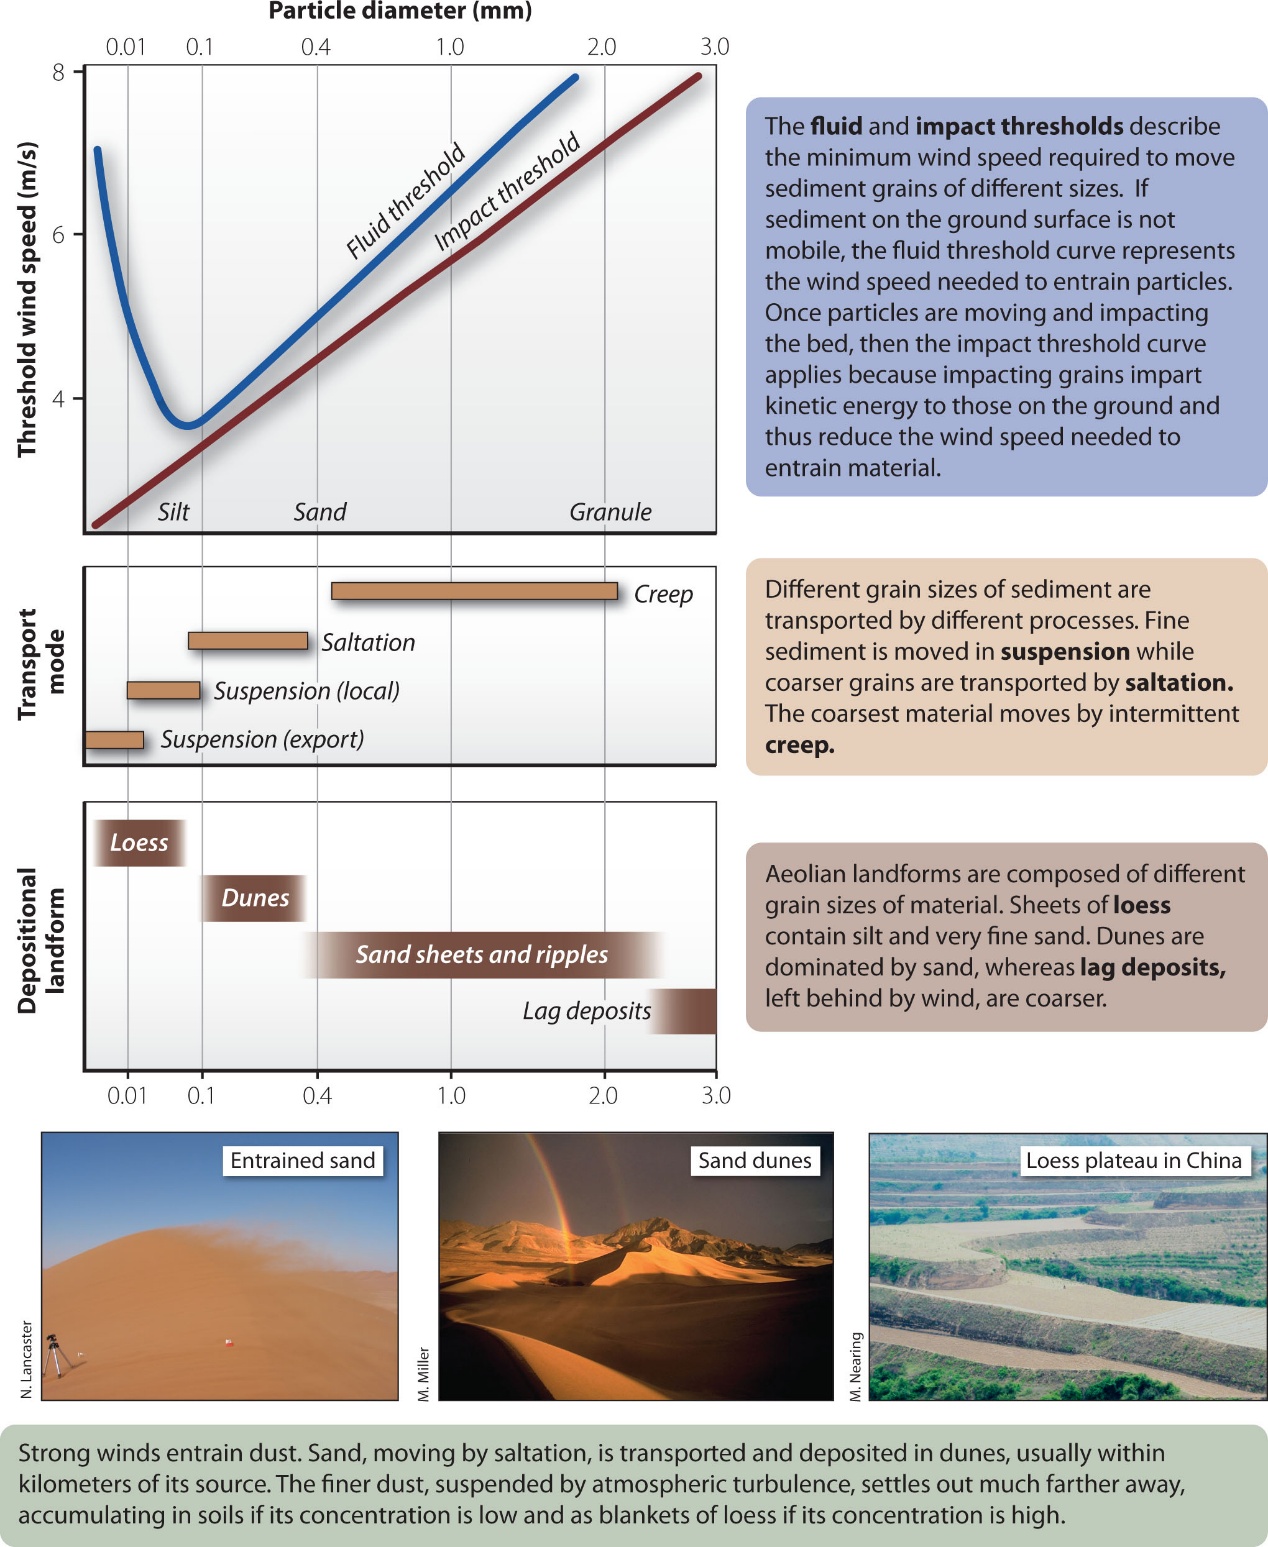 Particle diameter (mm)
0.01 0.1 0.4 1.0 2.0 3.0
Threshold wind speed (m/s)
8
6
4
Fluid threshold
Impact threshold
Silt Sand Granule
The fluid and impact thresholds describe
the minimum wind speed required to move
sediment grains of different sizes. If
sediment on the ground surface is not
mobile, the fluid threshold curve represents
the wind speed needed to entrain particles.
Once particles are moving and impacting
the bed, then the impact threshold curve
applies because impacting grains impart
kinetic energy to those on the ground and
thus reduce the wind speed needed to
entrain material.
Transport
mode
Creep
Saltation
Suspension (local)
Suspension (export)
Different grain sizes of sediment are
transported by different processes. Fine
sediment is moved in suspension while
coarser grains are transported by saltation.
The coarsest material moves by intermittent
creep.
Depositional
landform
Loess
Dunes
Sand sheets and ripples
Lag deposits
0.01 0.1 0.4 1.0 2.0 3.0
Aeolian landforms are composed of different
grain sizes of material. Sheets of loess
contain silt and very fine sand. Dunes are
dominated by sand, whereas lag deposits,
left behind by wind, are coarser.
Entrained sand
N. Lancaster
Sand dunes
M. Miller
Loess plateau in China
M. Nearing
Strong winds entrain dust. Sand, moving by saltation, is transported and deposited in dunes, usually within
kilometers of its source. The finer dust, suspended by atmospheric turbulence, settles out much farther away,
accumulating in soils if its concentration is low and as blankets of loess if its concentration is high.